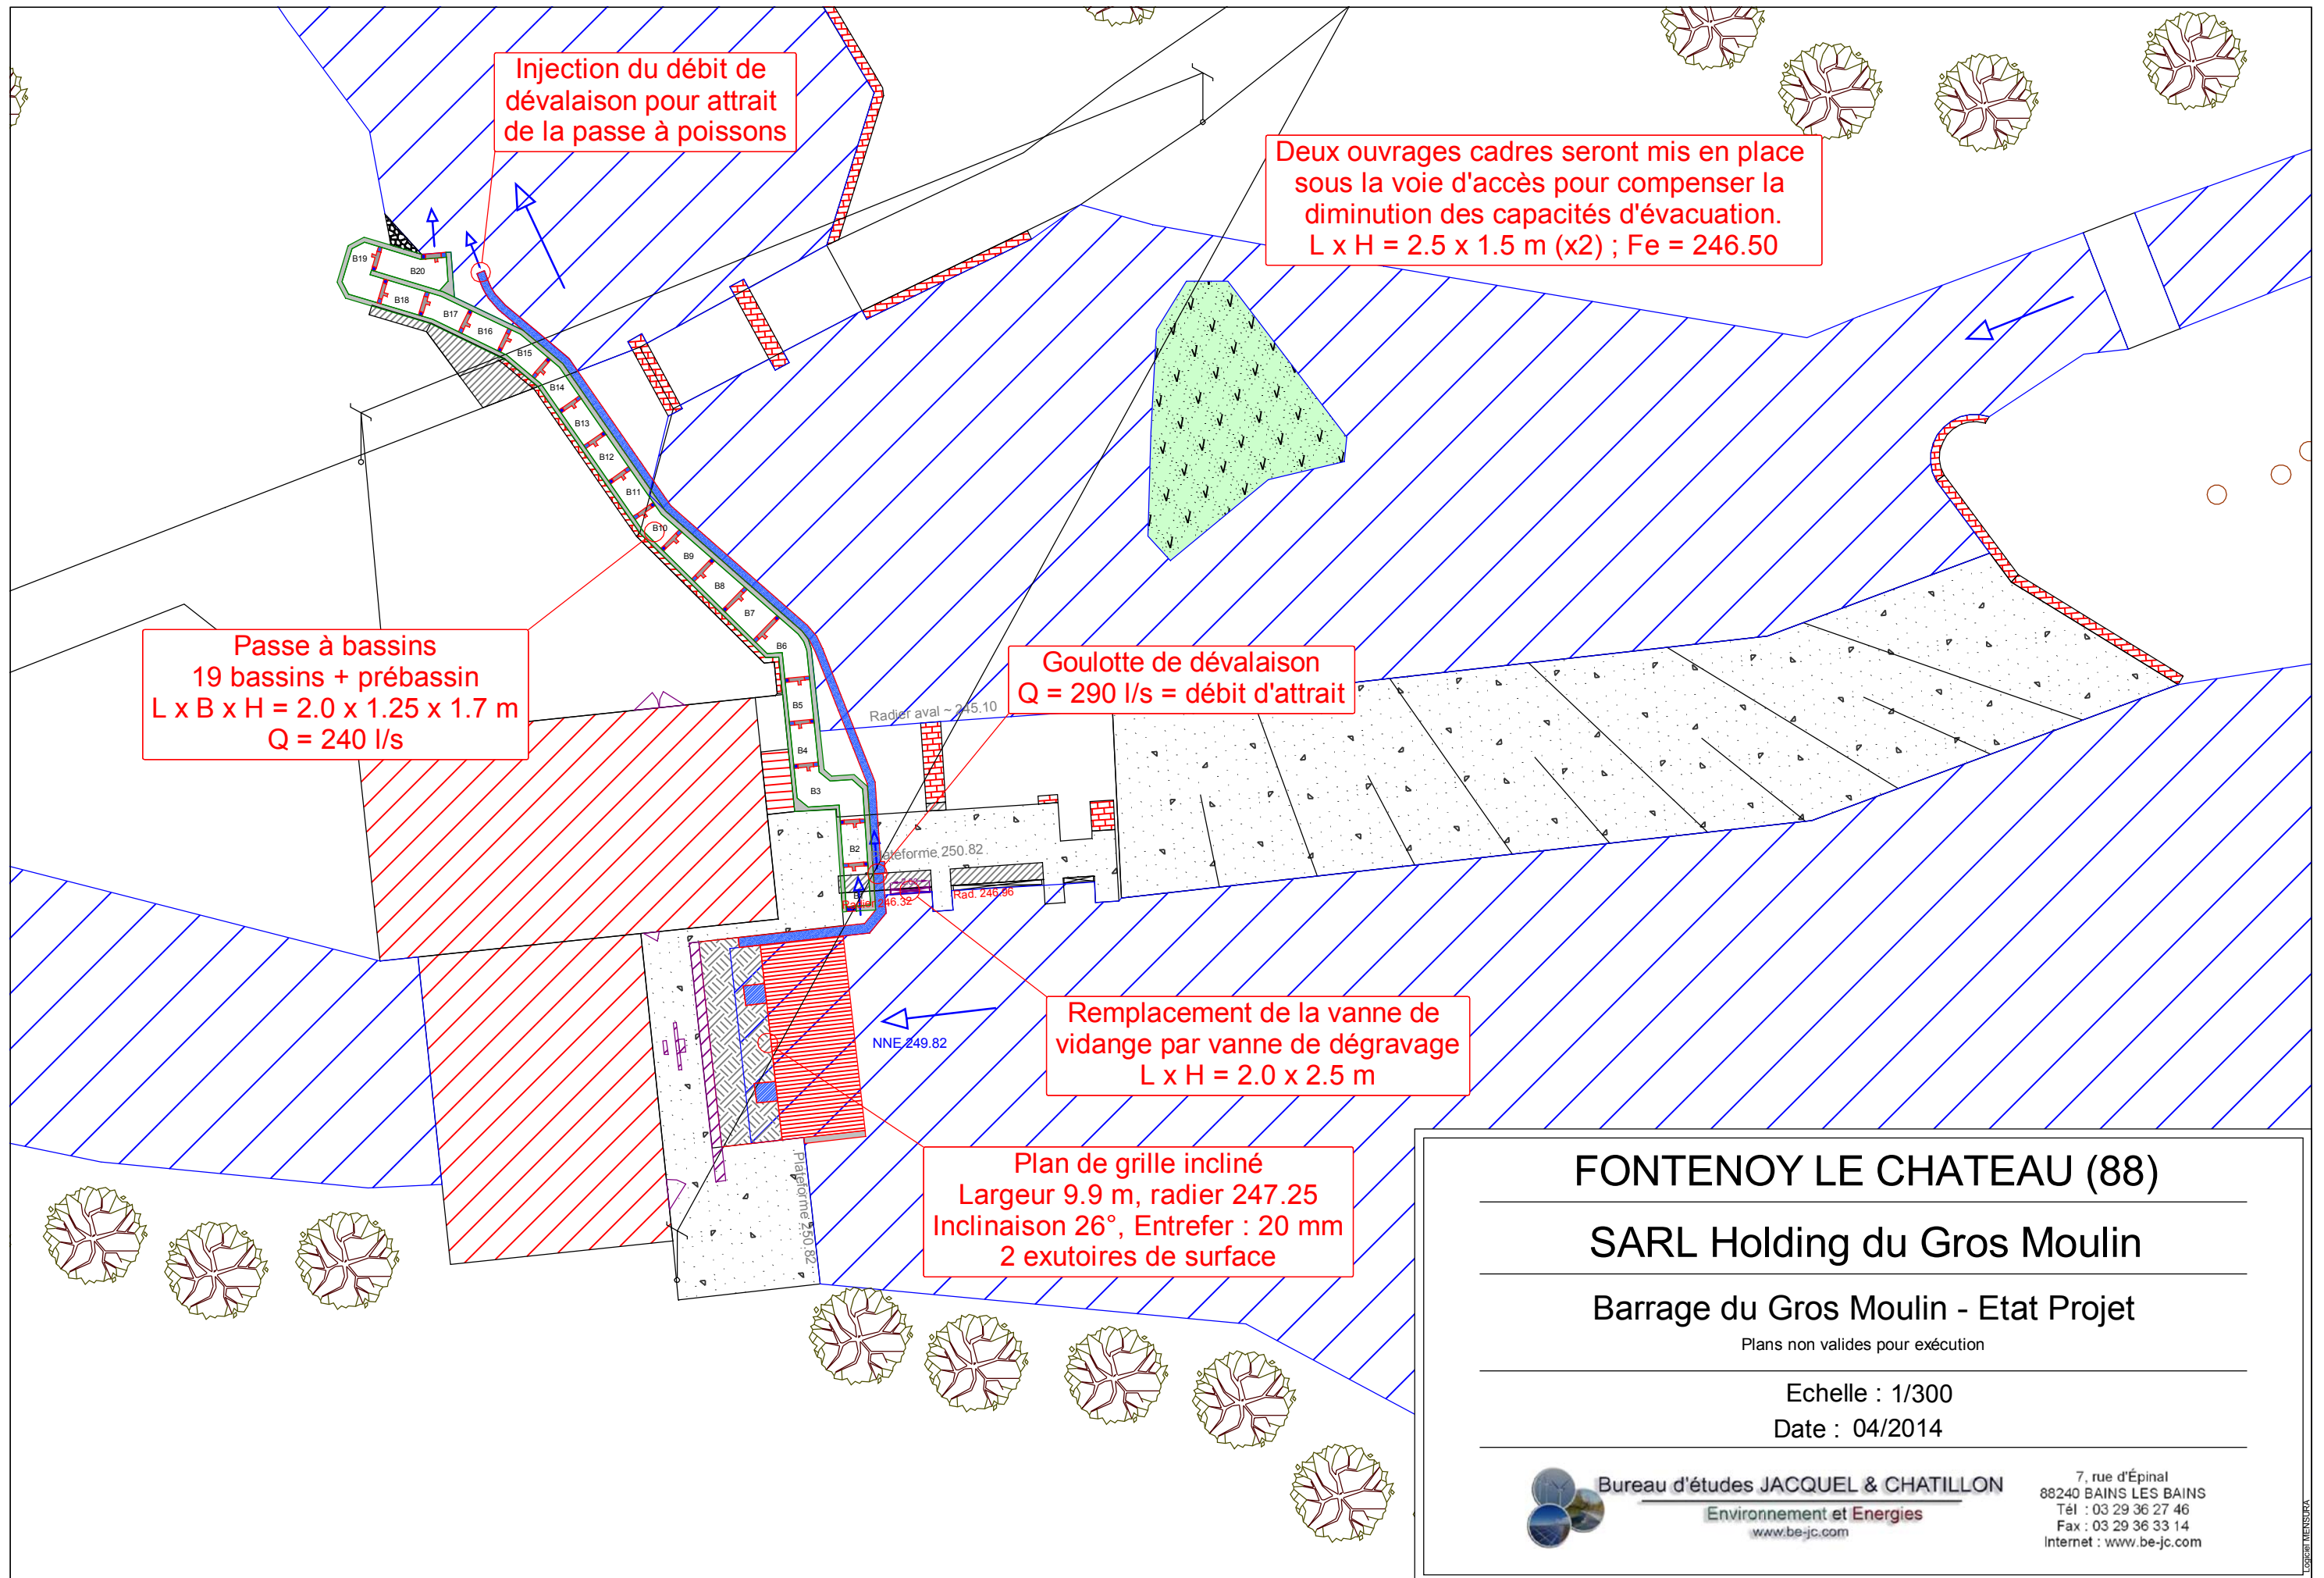 Injection du débit de
dévalaison pour attrait
de la passe à poissons
Deux ouvrages cadres seront mis en place
sous la voie d'accès pour compenser la
diminution des capacités d'évacuation.
L x H = 2.5 x 1.5 m (x2) ; Fe = 246.50
B19
B20
B18
B17
B16
B15
B14
B13
B12
B11
B10
B9
B8
B7
B6
B5
B4
B3
B2
Passe à bassins
19 bassins + prébassin
L x B x H = 2.0 x 1.25 x 1.7 m
Q = 240 l/s
Goulotte de dévalaison
Q = 290 l/s = débit d'attrait
Radier aval ~ 245.10
Plateforme 250.82
Radier 246.32
Rad. 246.96
NNE 249.82
Remplacement de la vanne de
vidange par vanne de dégravage
L x H = 2.0 x 2.5 m
Plateforme 250.82
Plan de grille incliné
Largeur 9.9 m, radier 247.25
Inclinaison 26°, Entrefer : 20 mm
2 exutoires de surface
FONTENOY LE CHATEAU (88)
SARL Holding du Gros Moulin
Barrage du Gros Moulin - Etat Projet
Plans non valides pour exécution
Echelle : 1/300
Date : 04/2014
Bureau d'études JACQUEL & CHATILLON
Environnement et Energies
www.be-jc.com
7, rue d'Épinal
88240 BAINS LES BAINS
Tél : 03 29 36 27 46
Fax : 03 29 36 33 14
Internet : www.be-jc.com
Logiciel MENSURA